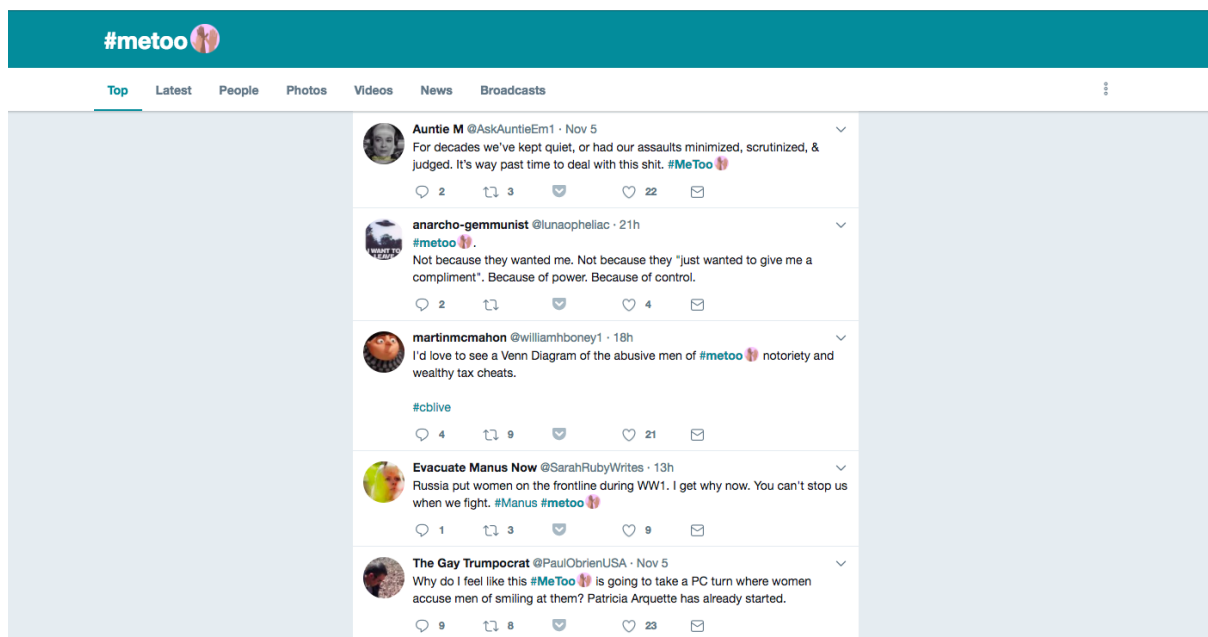 #metoo
Top Latest People Photos Videos News Broadcasts
Auntie M @AskAuntieEm1 · Nov 5
For decades we've kept quiet, or had our assaults minimized, scrutinized, &
judged. It's way past time to deal with this shit. #MeToo
2 3 22
anarcho-gemmunist @lunaopheliac · 21h
#metoo.
Not because they wanted me. Not because they "just wanted to give me a
compliment". Because of power. Because of control.
2 4
I WANT TO
LEAVE
martinmcmahon @williamhboney1 · 18h
I'd love to see a Venn Diagram of the abusive men of #metoo notoriety and
wealthy tax cheats.
#cblive
4 9 21
Evacuate Manus Now @SarahRubyWrites · 13h
Russia put women on the frontline during WW1. I get why now. You can't stop us
when we fight. #Manus #metoo
1 3 9
The Gay Trumpocrat @PaulObrienUSA · Nov 5
Why do I feel like this #MeToo is going to take a PC turn where women
accuse men of smiling at them? Patricia Arquette has already started.
9 8 23